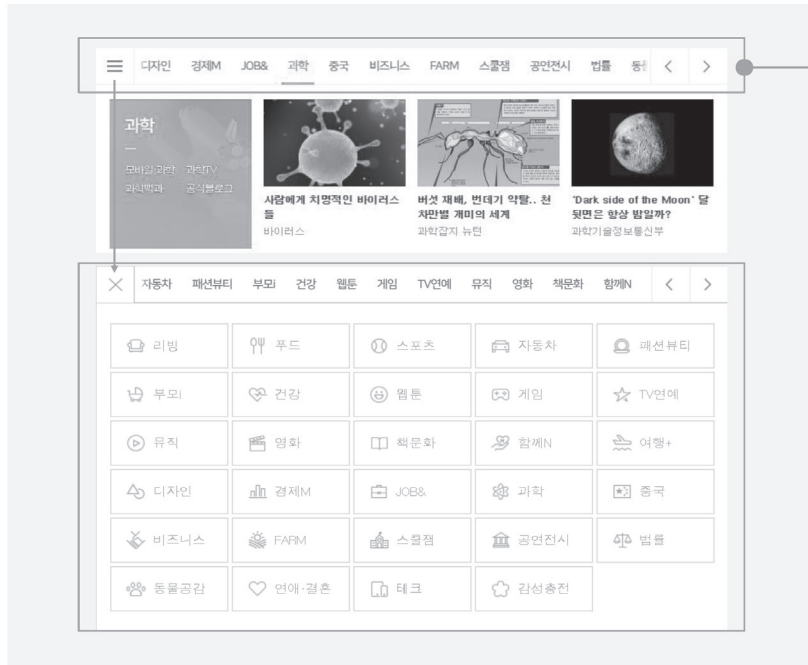 디자인 경제M JOB& 과학 중국 비즈니스 FARM 스쿨잼 공연전시 법률
과학
모바일 과학 과학TV
과학백과 공식블로그
사람에게 치명적인 바이러스
들
바이러스
버섯 재배, 번데기 약탈.. 천
차만별 개미의 세계
과학잡지 뉴턴
'Dark side of the Moon' 달
뒷면은 항상 밤일까?
과학기술정보통신부
자동차 패션뷰티 부모i 건강 웹툰 게임 TV연예 뮤직 영화 책문화 함께N
리빙 푸드 스포츠 자동차 패션뷰티
부모i 건강 웹툰 게임 TV연예
뮤직 영화 책문화 함께N 여행+
디자인 경제M JOB& 과학 중국
비즈니스 FARM 스쿨잼 공연전시 법률
동물공감 연애·결혼 테크 감성충전